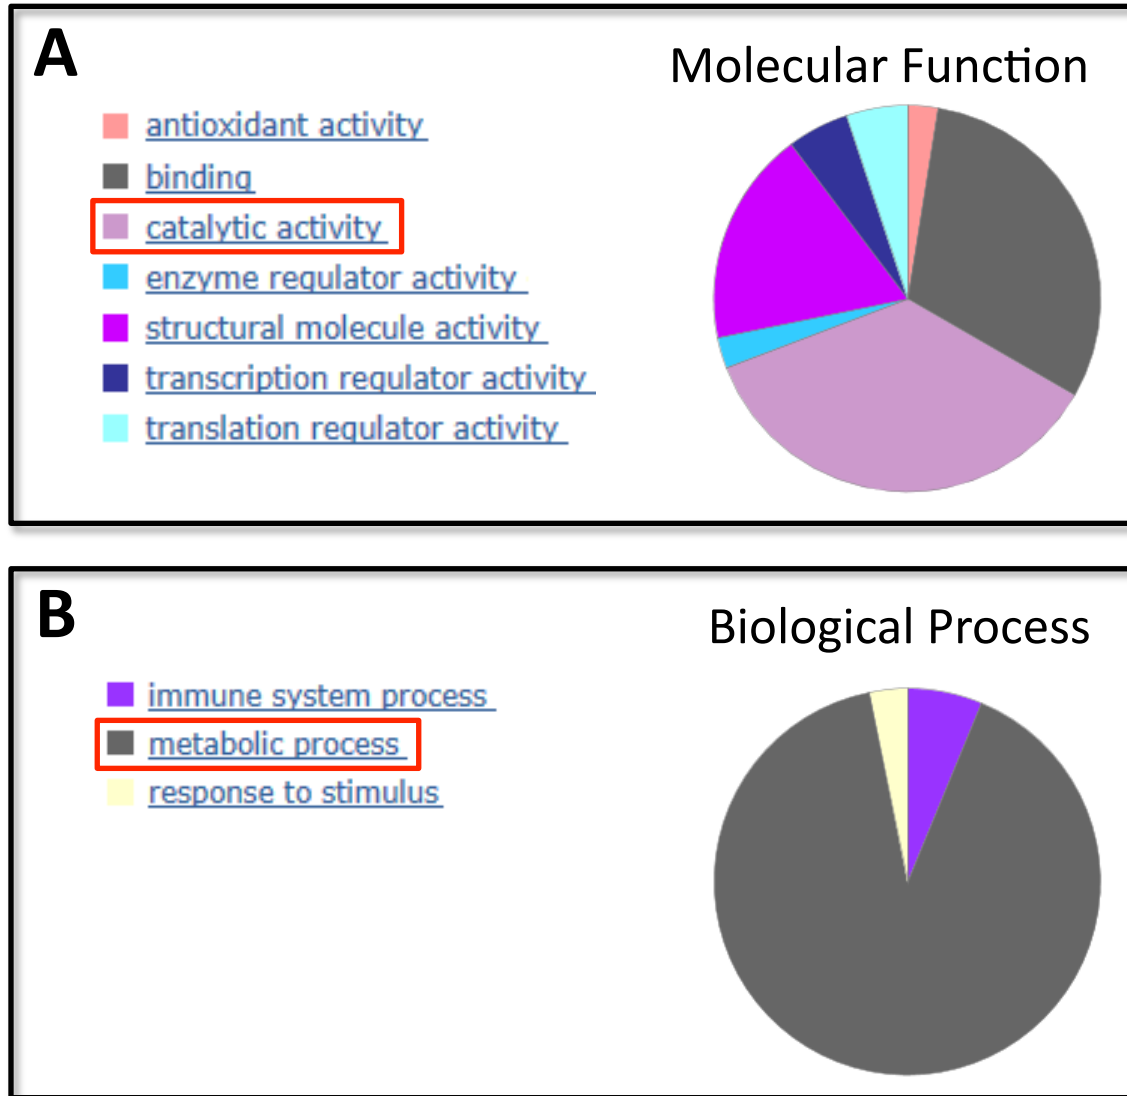 A
Molecular Function
antioxidant activity
binding
catalytic activity
enzyme regulator activity
structural molecule activity
transcription regulator activity
translation regulator activity
B
Biological Process
immune system process
metabolic process
response to stimulus